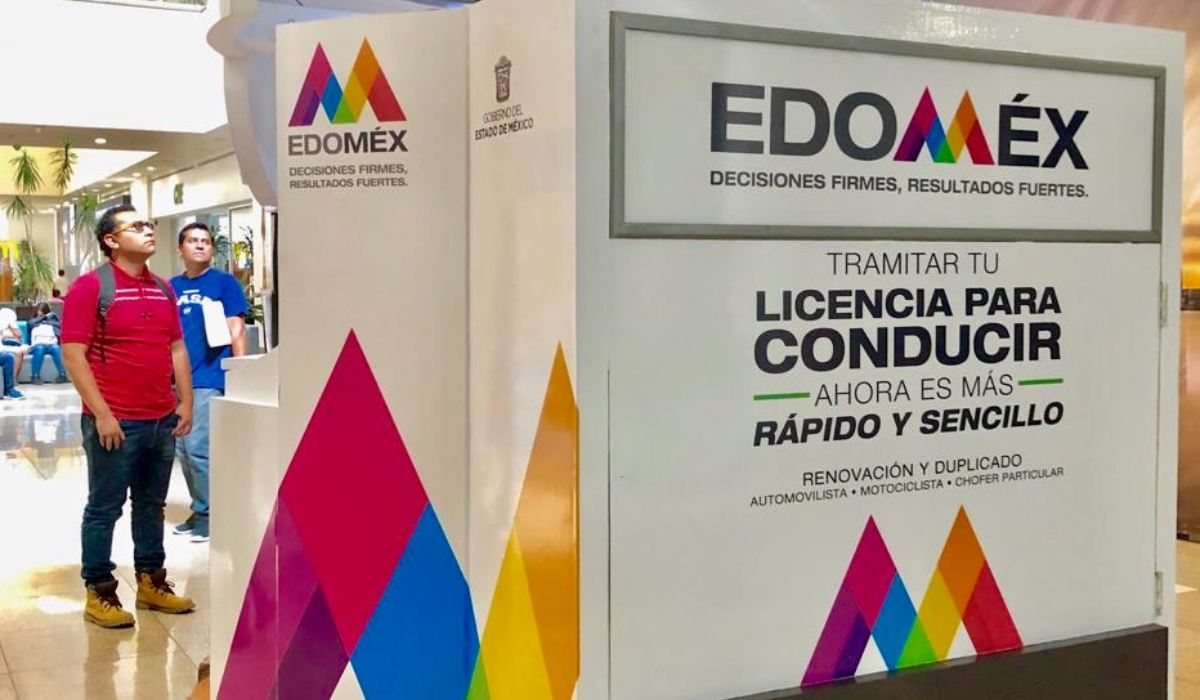 EDOMÉX
DECISIONES FIRMES,
RESULTADOS FUERTES.
GOBIERNO DEL
ESTADO DE MÉXICO
EDOMÉX
DECISIONES FIRMES, RESULTADOS FUERTES.
TRAMITAR TU
LICENCIA PARA
CONDUCIR
AHORA ES MÁS
RÁPIDO Y SENCILLO
RENOVACIÓN Y DUPLICADO
AUTOMOVILISTA • MOTOCICLISTA • CHOFER PARTICULAR